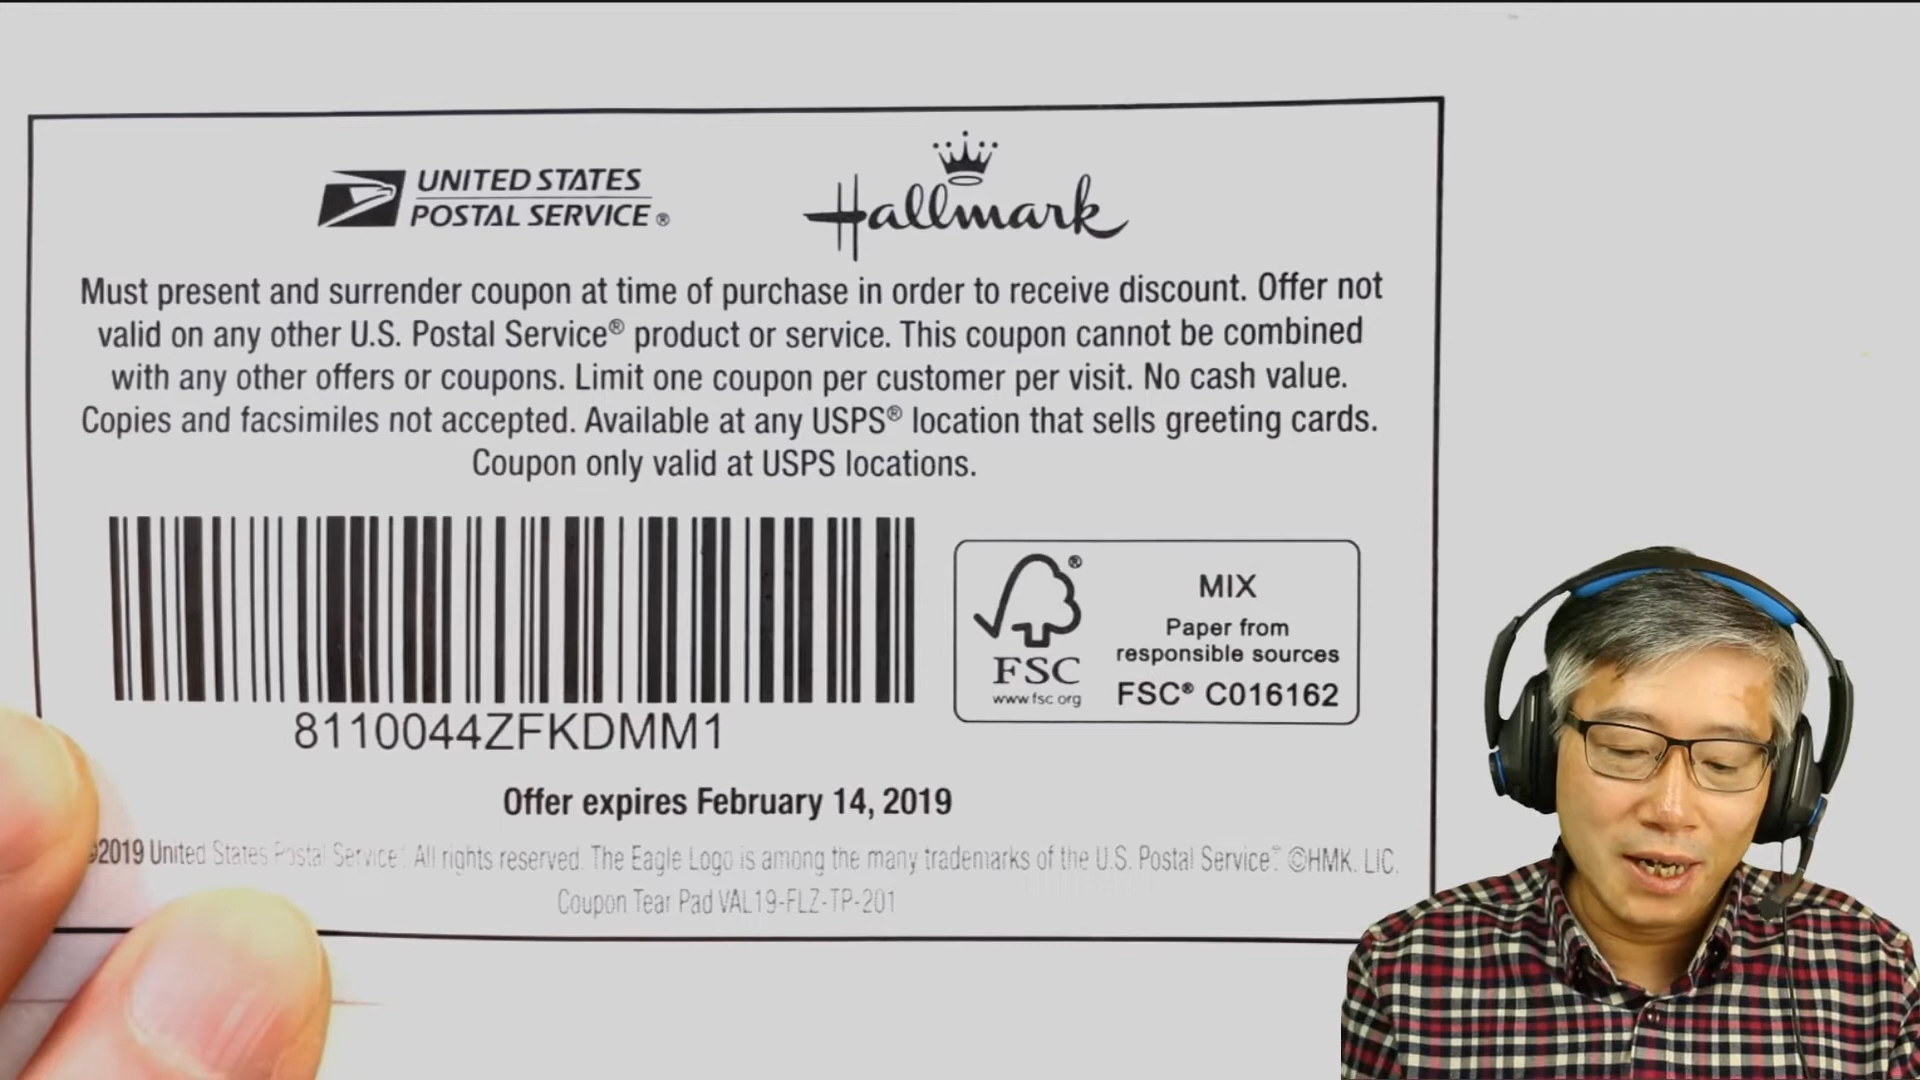 UNITED STATES
POSTAL SERVICE®
Hallmark
Must present and surrender coupon at time of purchase in order to receive discount. Offer not
valid on any other U.S. Postal Service® product or service. This coupon cannot be combined
with any other offers or coupons. Limit one coupon per customer per visit. No cash value.
Copies and facsimiles not accepted. Available at any USPS® location that sells greeting cards.
Coupon only valid at USPS locations.
8110044ZFKDMM1
®
FSC
www.fsc.org
MIX
Paper from
responsible sources
FSC® C016162
Offer expires February 14, 2019
©2019 United States Postal Service®. All rights reserved. The Eagle Logo is among the many trademarks of the U.S. Postal Service®. ©HMK. LIC.
Coupon Tear Pad VAL19-FLZ-TP-201